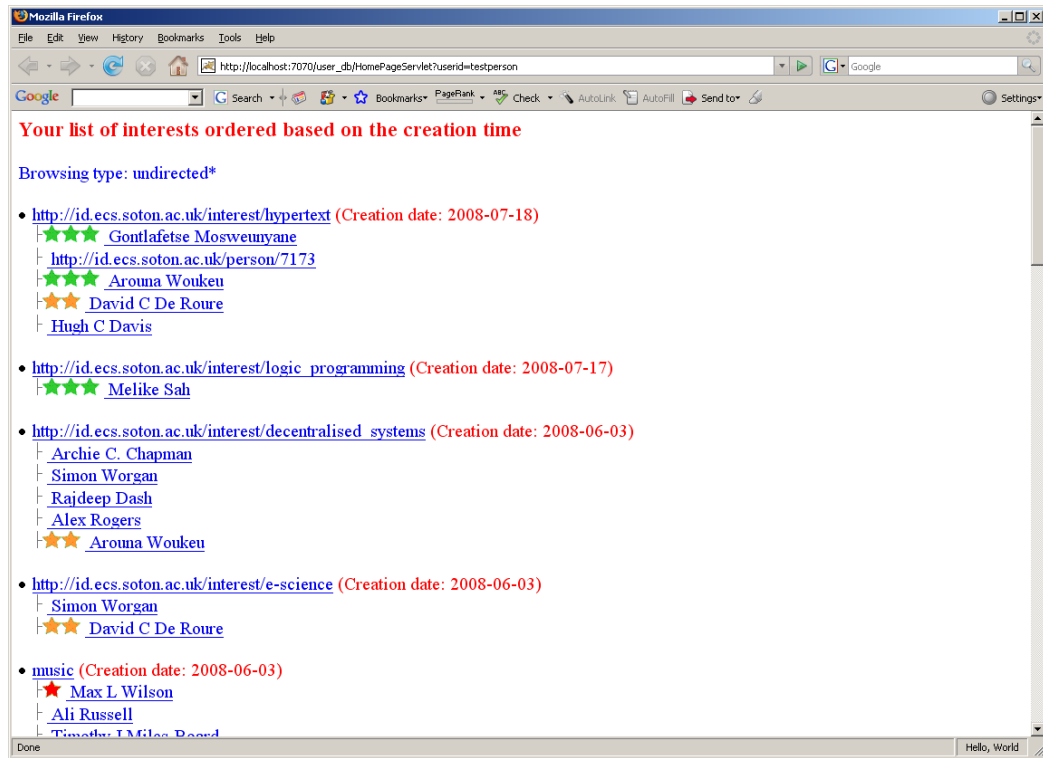 Mozilla Firefox
File Edit View History Bookmarks Tools Help
http://localhost:7070/user_db/HomePageServlet?userid=testperson G Google
Google G Search Bookmarks PageRank ABC Check AutoLink AutoFill Send to Settings
Your list of interests ordered based on the creation time
Browsing type: undirected*
• http://id.ecs.soton.ac.uk/interest/hypertext (Creation date: 2008-07-18)
Gontlafetse Mosweunyane
http://id.ecs.soton.ac.uk/person/7173
Arouna Woukeu
David C De Roure
Hugh C Davis
• http://id.ecs.soton.ac.uk/interest/logic_programming (Creation date: 2008-07-17)
Melike Sah
• http://id.ecs.soton.ac.uk/interest/decentralised_systems (Creation date: 2008-06-03)
Archie C. Chapman
Simon Worgan
Rajdeep Dash
Alex Rogers
Arouna Woukeu
• http://id.ecs.soton.ac.uk/interest/e-science (Creation date: 2008-06-03)
Simon Worgan
David C De Roure
• music (Creation date: 2008-06-03)
Max L Wilson
Ali Russell
Timothy J Miles-Board
Done Hello, World